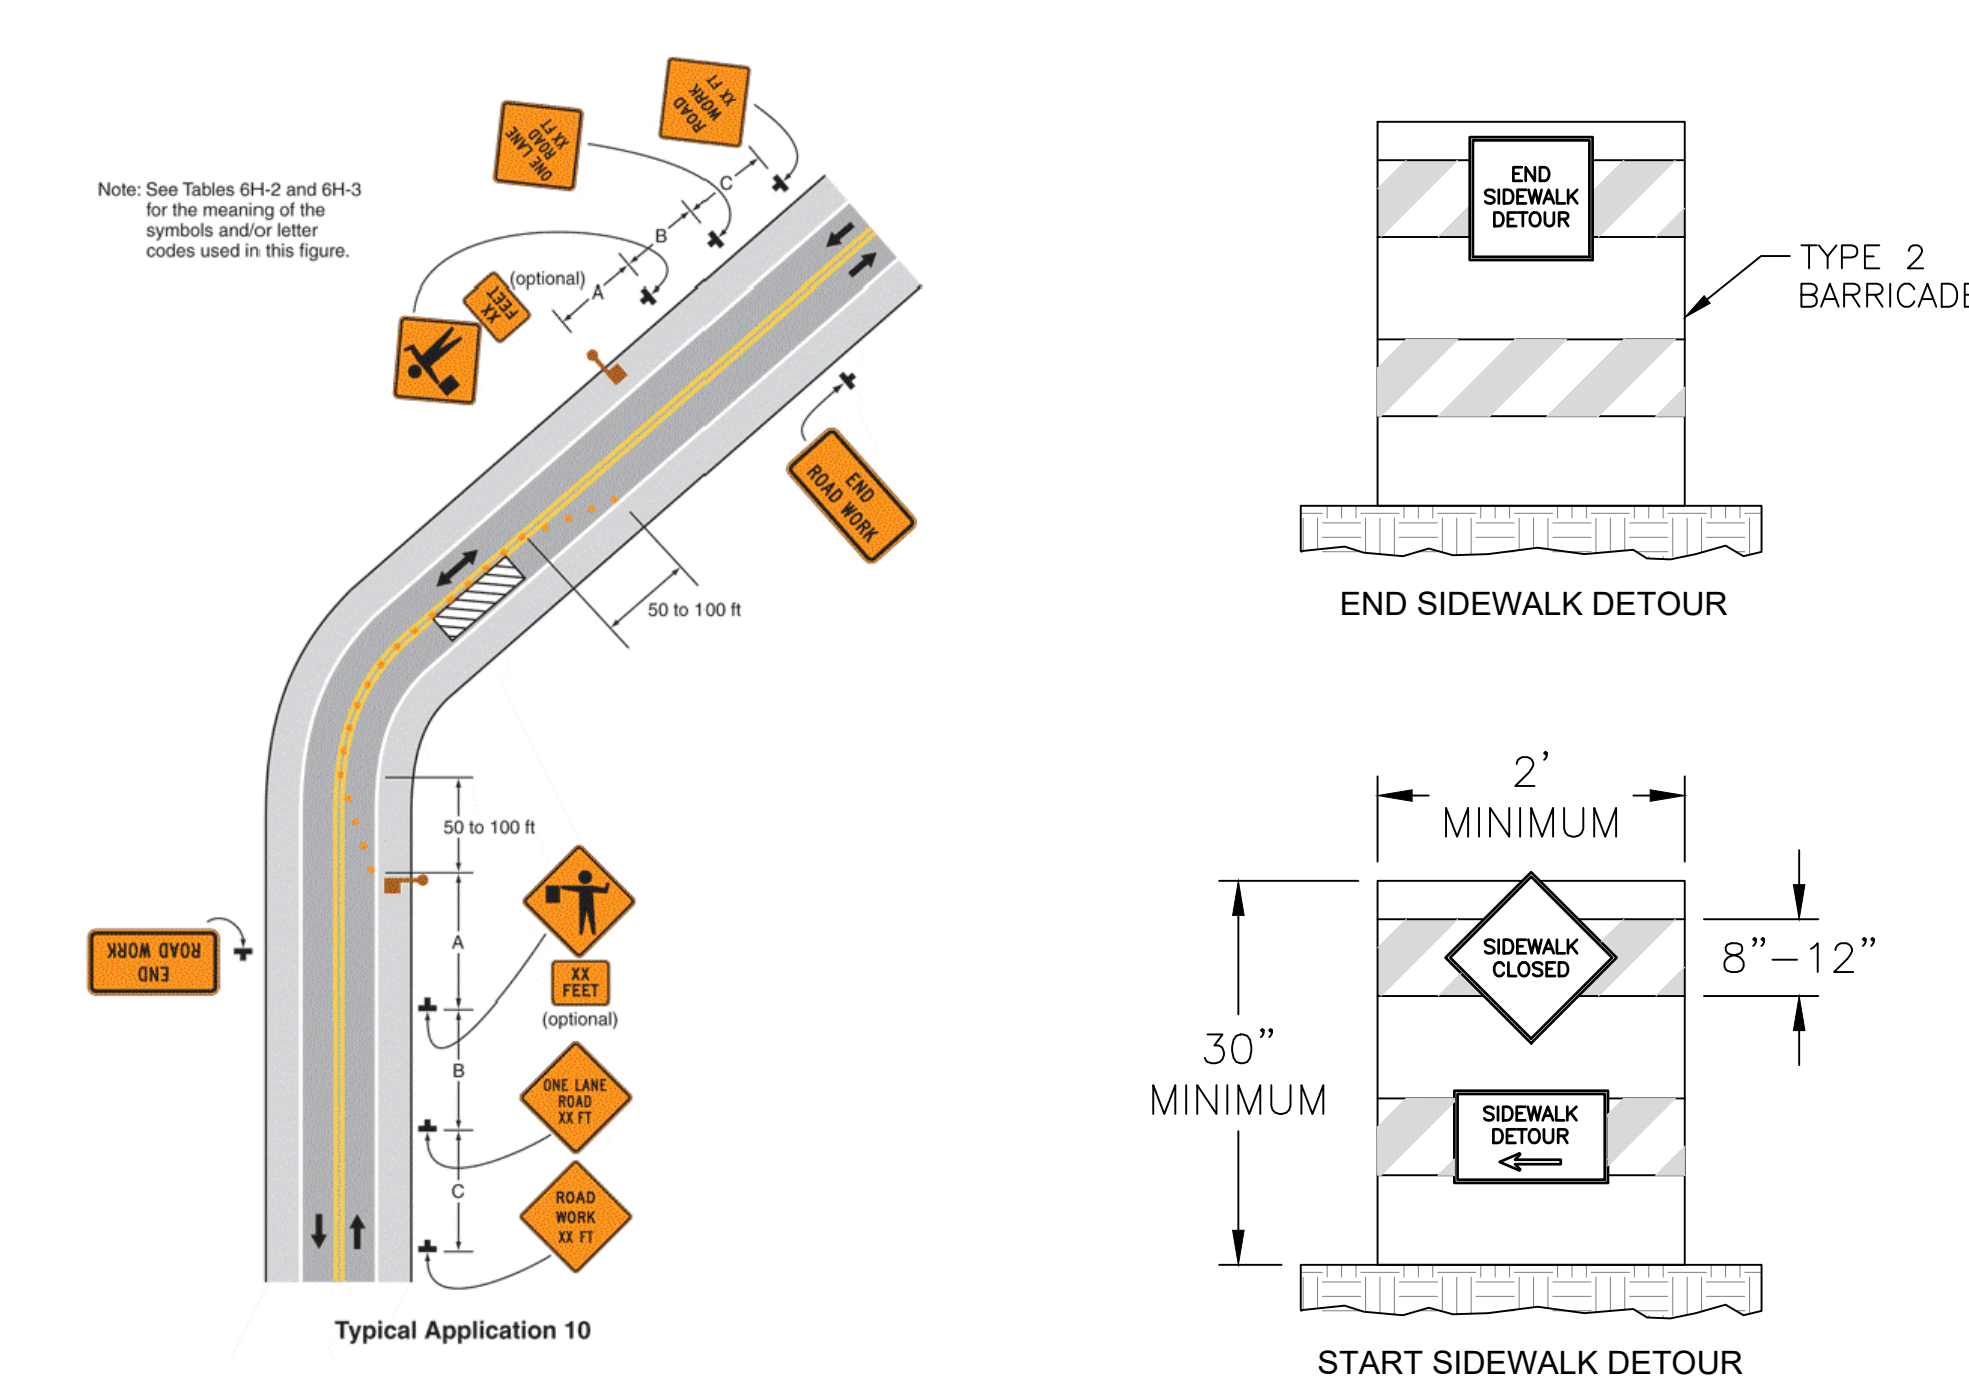 ROAD
WORK
XX FT
ONE LANE
ROAD
XX FT
Note: See Tables 6H-2 and 6H-3
for the meaning of the
symbols and/or letter
codes used in this figure.
C
B
(optional)
A
XX
FEET
END
ROAD WORK
50 to 100 ft
50 to 100 ft
A
XX
FEET
(optional)
END
ROAD WORK
B
ONE LANE
ROAD
XX FT
C
ROAD
WORK
XX FT
Typical Application 10
END
SIDEWALK
DETOUR
TYPE 2
BARRICADE
END SIDEWALK DETOUR
2’
MINIMUM
SIDEWALK
CLOSED
8”–12”
30”
MINIMUM
SIDEWALK
DETOUR
START SIDEWALK DETOUR